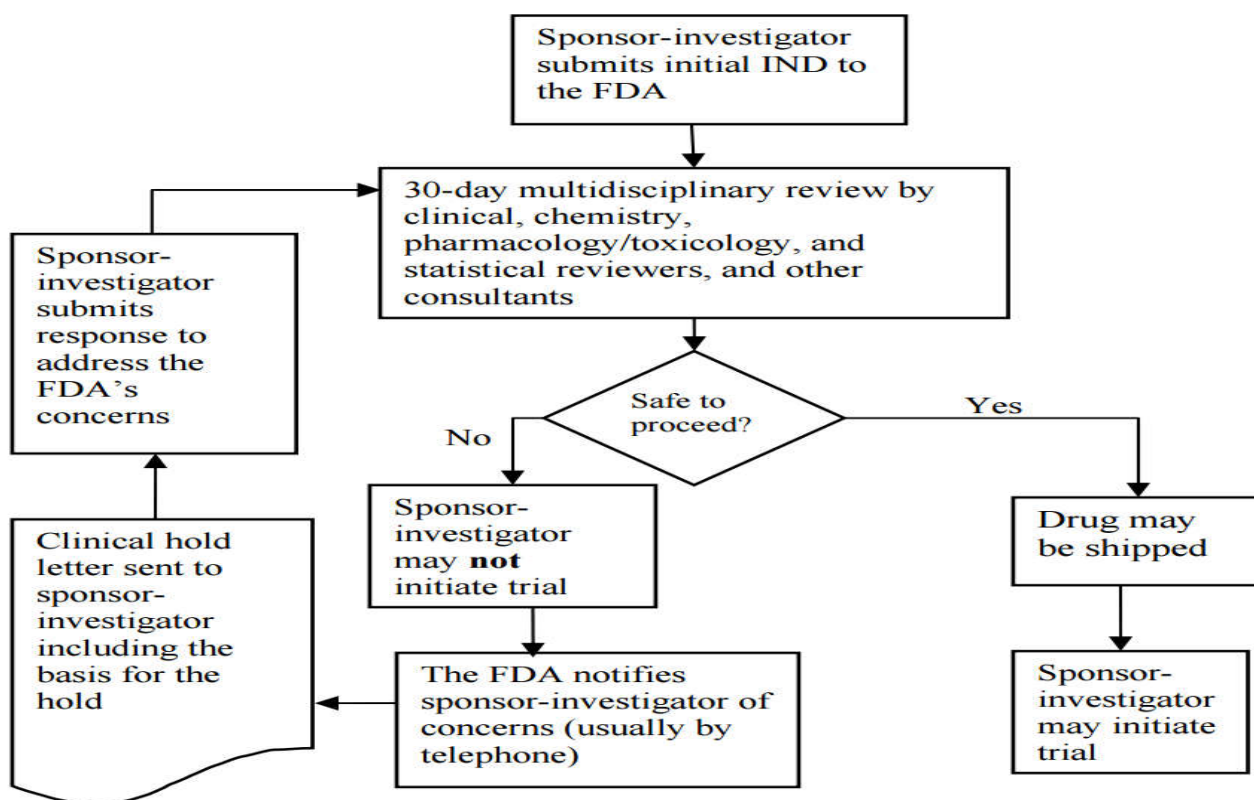 Sponsor-investigator
submits initial IND to
the FDA
30-day multidisciplinary review by
clinical, chemistry,
pharmacology/toxicology, and
statistical reviewers, and other
consultants
Sponsor-
investigator
submits
response to
address the
FDA's
concerns
Safe to
proceed?
Yes
No
Sponsor-
investigator
may not
initiate trial
Drug may
be shipped
Clinical hold
letter sent to
sponsor-
investigator
including the
basis for the
hold
The FDA notifies
sponsor-investigator of
concerns (usually by
telephone)
Sponsor-
investigator
may initiate
trial